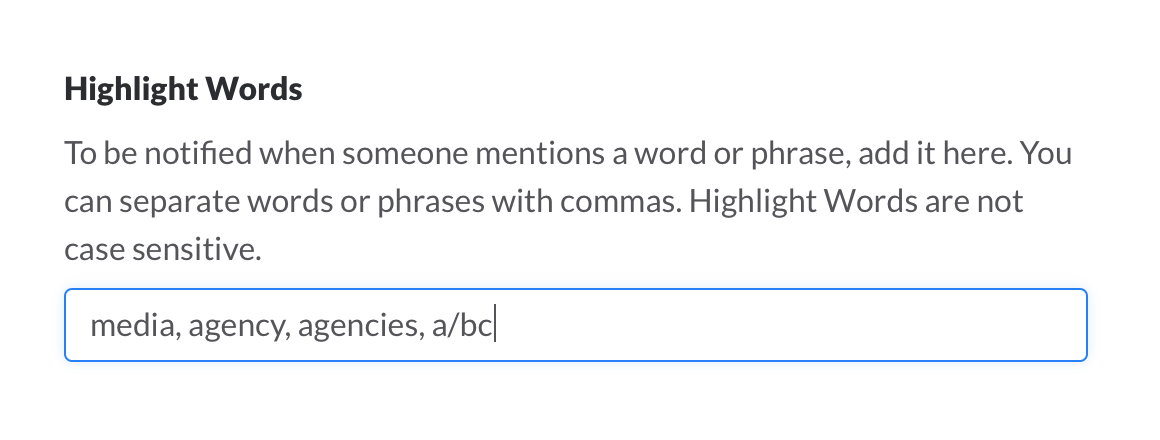 Highlight Words
To be notified when someone mentions a word or phrase, add it here. You
can separate words or phrases with commas. Highlight Words are not
case sensitive.
media, agency, agencies, a/bc